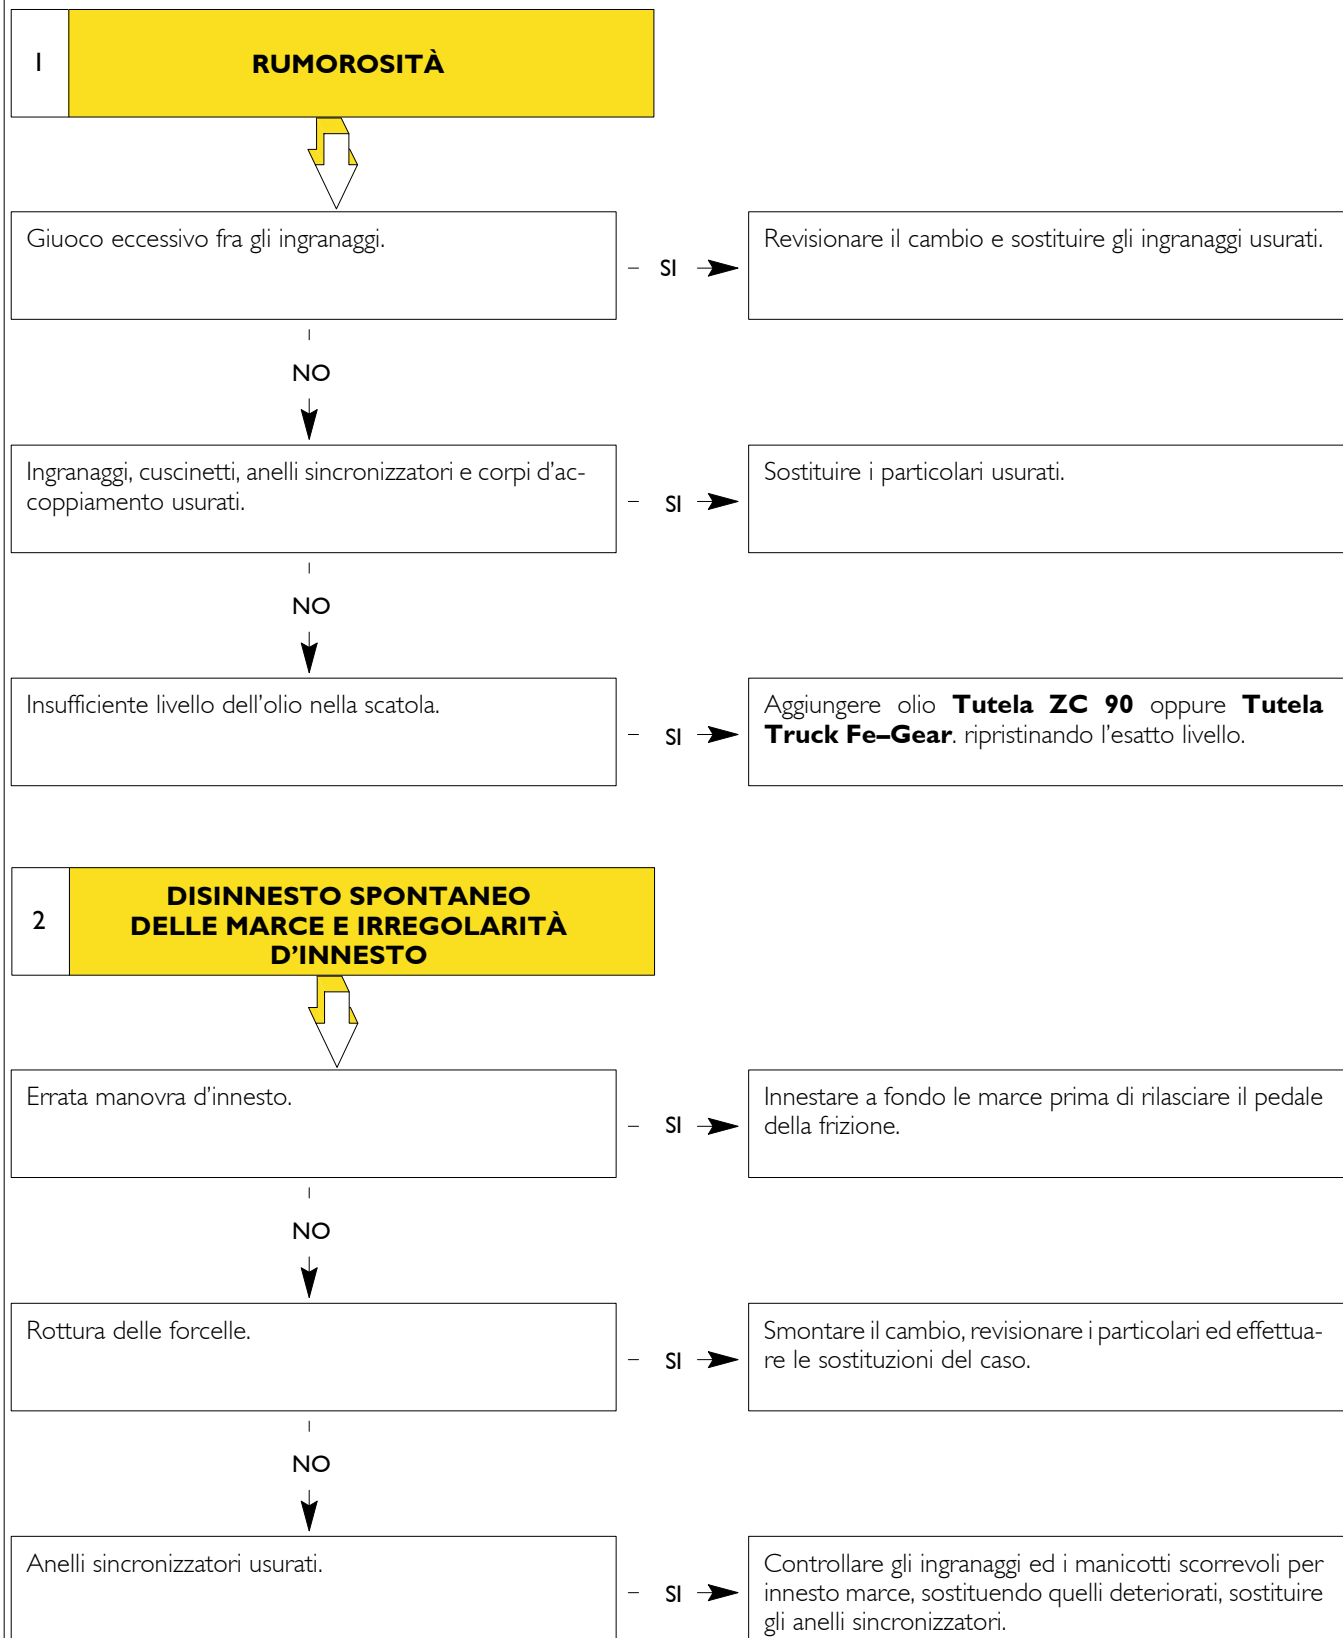 1
RUMOROSITÀ
Giuoco eccessivo fra gli ingranaggi.
SI
Revisionare il cambio e sostituire gli ingranaggi usurati.
NO
Ingranaggi, cuscinetti, anelli sincronizzatori e corpi d'ac-
coppiamento usurati.
SI
Sostituire i particolari usurati.
NO
Insufficiente livello dell'olio nella scatola.
SI
Aggiungere olio Tutela ZC 90 oppure Tutela
Truck Fe–Gear. ripristinando l'esatto livello.
2
DISINNESTO SPONTANEO
DELLE MARCE E IRREGOLARITÀ
D'INNESTO
Errata manovra d'innesto.
SI
Innestare a fondo le marce prima di rilasciare il pedale
della frizione.
NO
Rottura delle forcelle.
SI
Smontare il cambio, revisionare i particolari ed effettua-
re le sostituzioni del caso.
NO
Anelli sincronizzatori usurati.
SI
Controllare gli ingranaggi ed i manicotti scorrevoli per
innesto marce, sostituendo quelli deteriorati, sostituire
gli anelli sincronizzatori.